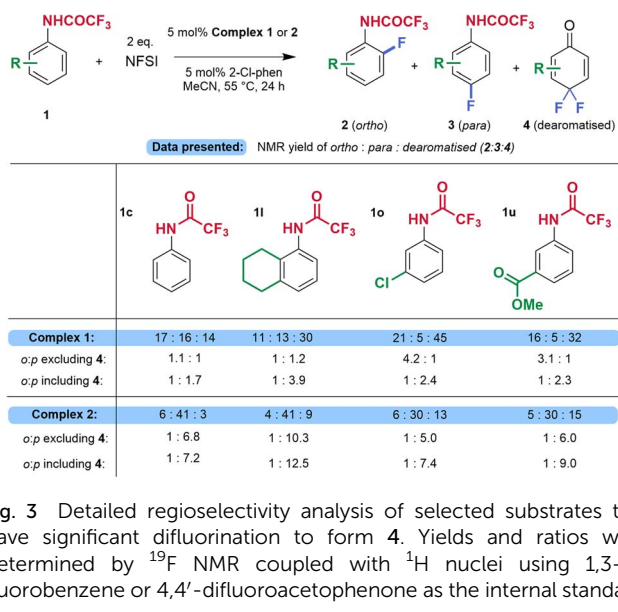 NHCOCF₃
R
1
+
2 eq.
NFSI
5 mol% Complex 1 or 2
5 mol% 2-Cl-phen
MeCN, 55 °C, 24 h
NHCOCF₃
F
R
2 (ortho)
+
NHCOCF₃
R
F
3 (para)
+
O
R
F F
4 (dearomatised)
Data presented: NMR yield of ortho : para : dearomatised (2:3:4)
1c
O
HN CF₃
1l
O
HN CF₃
1o
O
HN CF₃
Cl
1u
O
HN CF₃
O
OMe
Complex 1: 17 : 16 : 14 11 : 13 : 30 21 : 5 : 45 16 : 5 : 32
o:p excluding 4: 1.1 : 1 1 : 1.2 4.2 : 1 3.1 : 1
o:p including 4: 1 : 1.7 1 : 3.9 1 : 2.4 1 : 2.3
Complex 2: 6 : 41 : 3 4 : 41 : 9 6 : 30 : 13 5 : 30 : 15
o:p excluding 4: 1 : 6.8 1 : 10.3 1 : 5.0 1 : 6.0
o:p including 4: 1 : 7.2 1 : 12.5 1 : 7.4 1 : 9.0
g. 3 Detailed regioselectivity analysis of selected substrates t
ave significant difluorination to form 4. Yields and ratios w
etermined by ¹⁹F NMR coupled with ¹H nuclei using 1,3-
uorobenzene or 4,4′-difluoroacetophenone as the internal standa